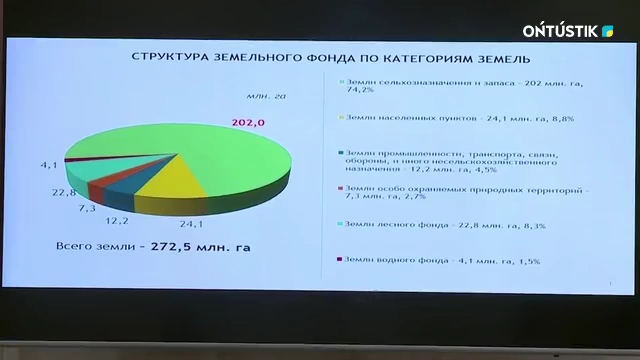 OŃTÚSTIK
СТРУКТУРА ЗЕМЕЛЬНОГО ФОНДА ПО КАТЕГОРИЯМ ЗЕМЕЛЬ
млн. га
202,0
4,1
22,8
7,3
12,2
24,1
Всего земли - 272,5 млн. га
Земли сельхозназначения и запаса - 202 млн. га,
74,2%
Земли населенных пунктов - 24,1 млн. га, 8,8%
Земли промышленности, транспорта, связи,
обороны, и иного несельскохозяйственного
назначения - 12,2 млн. га, 4,5%
Земли особо охраняемых природных территорий -
7,3 млн. га, 2,7%
Земли лесного фонда - 22,8 млн. га, 8,3%
Земли водного фонда - 4,1 млн. га, 1,5%
1